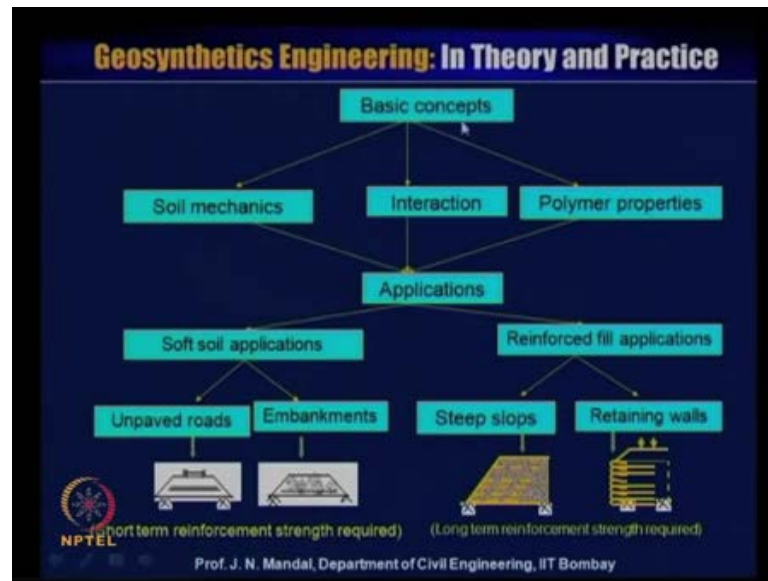 Geosynthetics Engineering: In Theory and Practice
Basic concepts
Soil mechanics
Interaction
Polymer properties
Applications
Soft soil applications
Reinforced fill applications
Unpaved roads
Embankments
Steep slops
Retaining walls
(Short term reinforcement strength required)
(Long term reinforcement strength required)
NPTEL
Prof. J. N. Mandal, Department of Civil Engineering, IIT Bombay